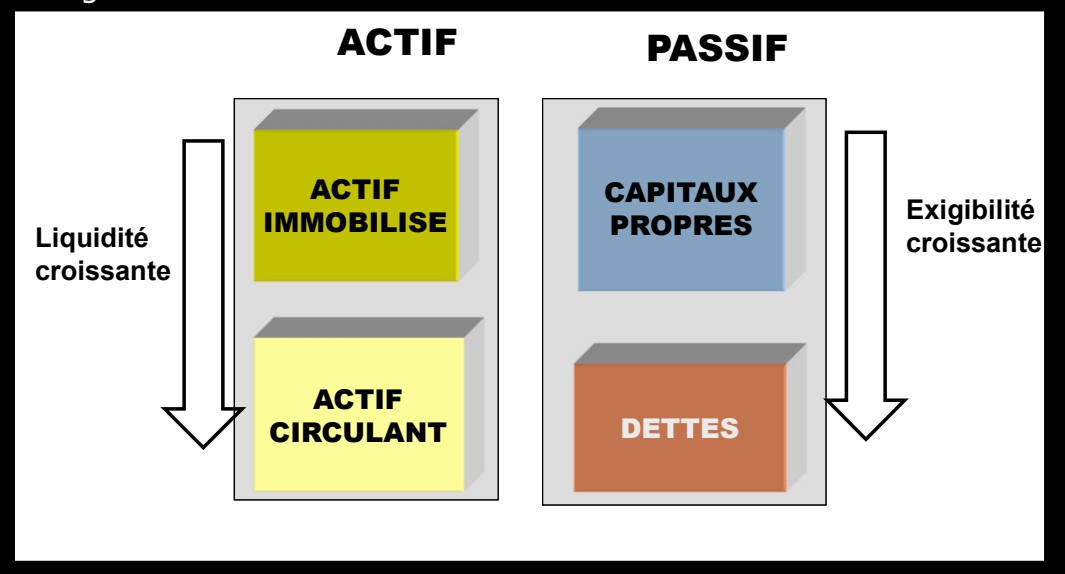 ACTIF
PASSIF
ACTIF
IMMOBILISE
CAPITAUX
PROPRES
Liquidité
croissante
Exigibilité
croissante
ACTIF
CIRCULANT
DETTES